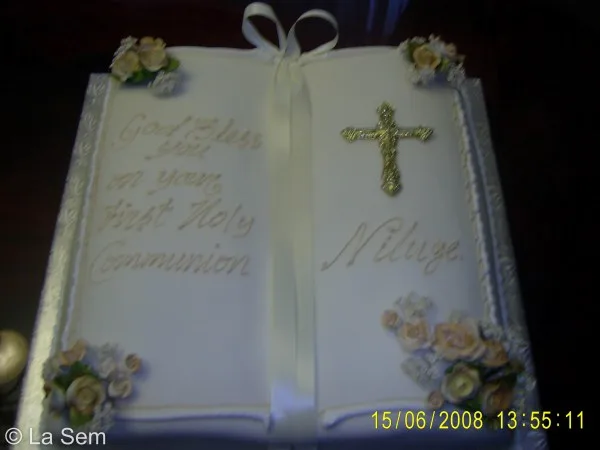 God Bless
you
on your
First Holy
Communion
Niluge.
15/06/2008 13:55:11
© La Sem